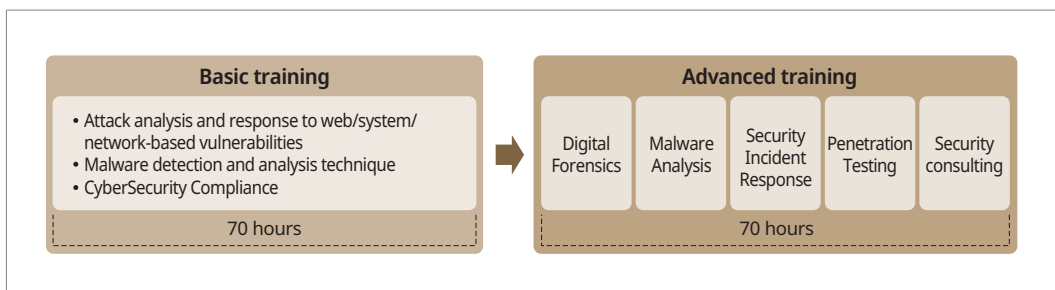 Basic training
• Attack analysis and response to web/system/
network-based vulnerabilities
• Malware detection and analysis technique
• CyberSecurity Compliance
70 hours
Advanced training
Digital
Forensics
Malware
Analysis
Security
Incident
Response
Penetration
Testing
Security
consulting
70 hours